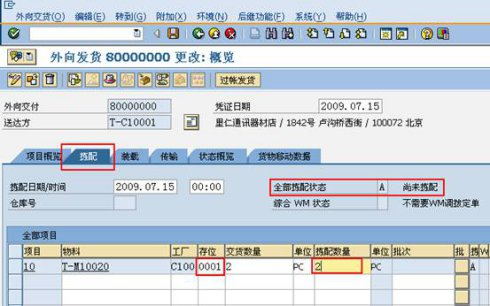 外向交货(O) 编辑(E) 转到(G) 附加(X) 环境(N) 后继功能(F) 系统(Y) 帮助(H)
外向发货 80000000 更改:概览
过帐发货
外向交付 80000000 凭证日期 2009.07.15
送达方 T-C10001 里仁通讯器材店 / 1842号 卢沟桥西街 / 100072 北京
项目概览 拣配 装载 传输 状态概览 货物移动数据
拣配日期/时间 2009.07.15 00:00 全部拣配状态 A 尚未拣配
仓库号 综合 WM 状态 不需要WM调拨定单
全部项目
项目 物料 工厂 存位 交货数量 单位 拣配数量 单位 批次 批 拣 W
10 T-M10020 C100 0001 2 PC 2 PC A